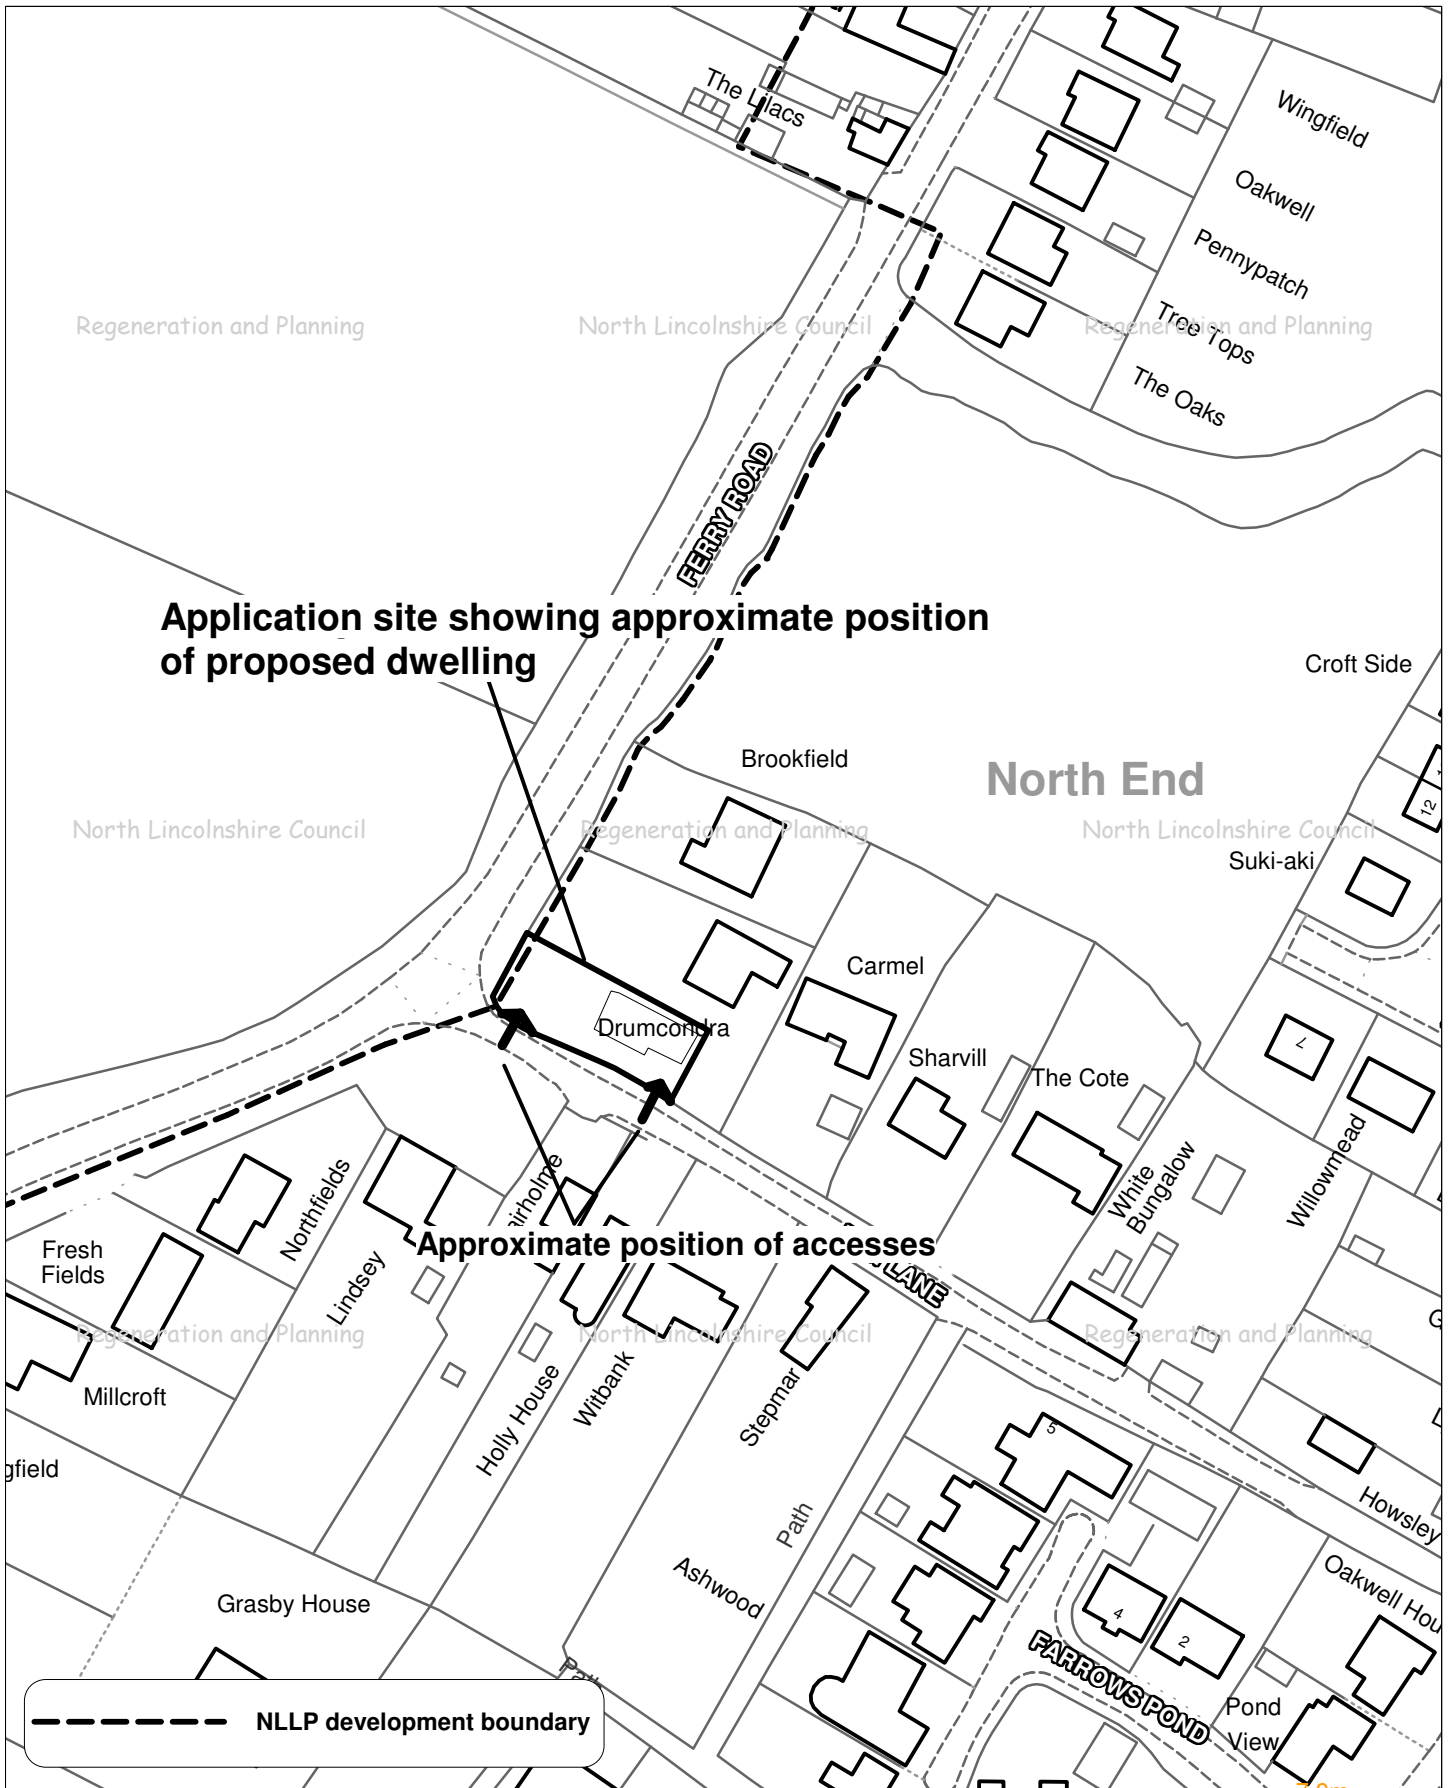 The Lilacs
Wingfield
Oakwell
Pennypatch
Tree Tops
The Oaks
Regeneration and Planning
North Lincolnshire Council
Regeneration and Planning
FERRY ROAD
Application site showing approximate position
of proposed dwelling
Croft Side
Brookfield
North End
12
North Lincolnshire Council
Regeneration and Planning
North Lincolnshire Council
Suki-aki
Carmel
Drumcondra
Sharvill
The Cote
7
Willowmead
White
Bungalow
Northfields
Lindsey
airholme
Fresh
Fields
Approximate position of accesses
LANE
Regeneration and Planning
North Lincolnshire Council
Regeneration and Planning
Millcroft
Holly House
Witbank
Stepmar
5
gfield
Howsley
Path
Ashwood
Oakwell Hou
Grasby House
4
2
FARROWS POND
Path
Pond
View
NLLP development boundary